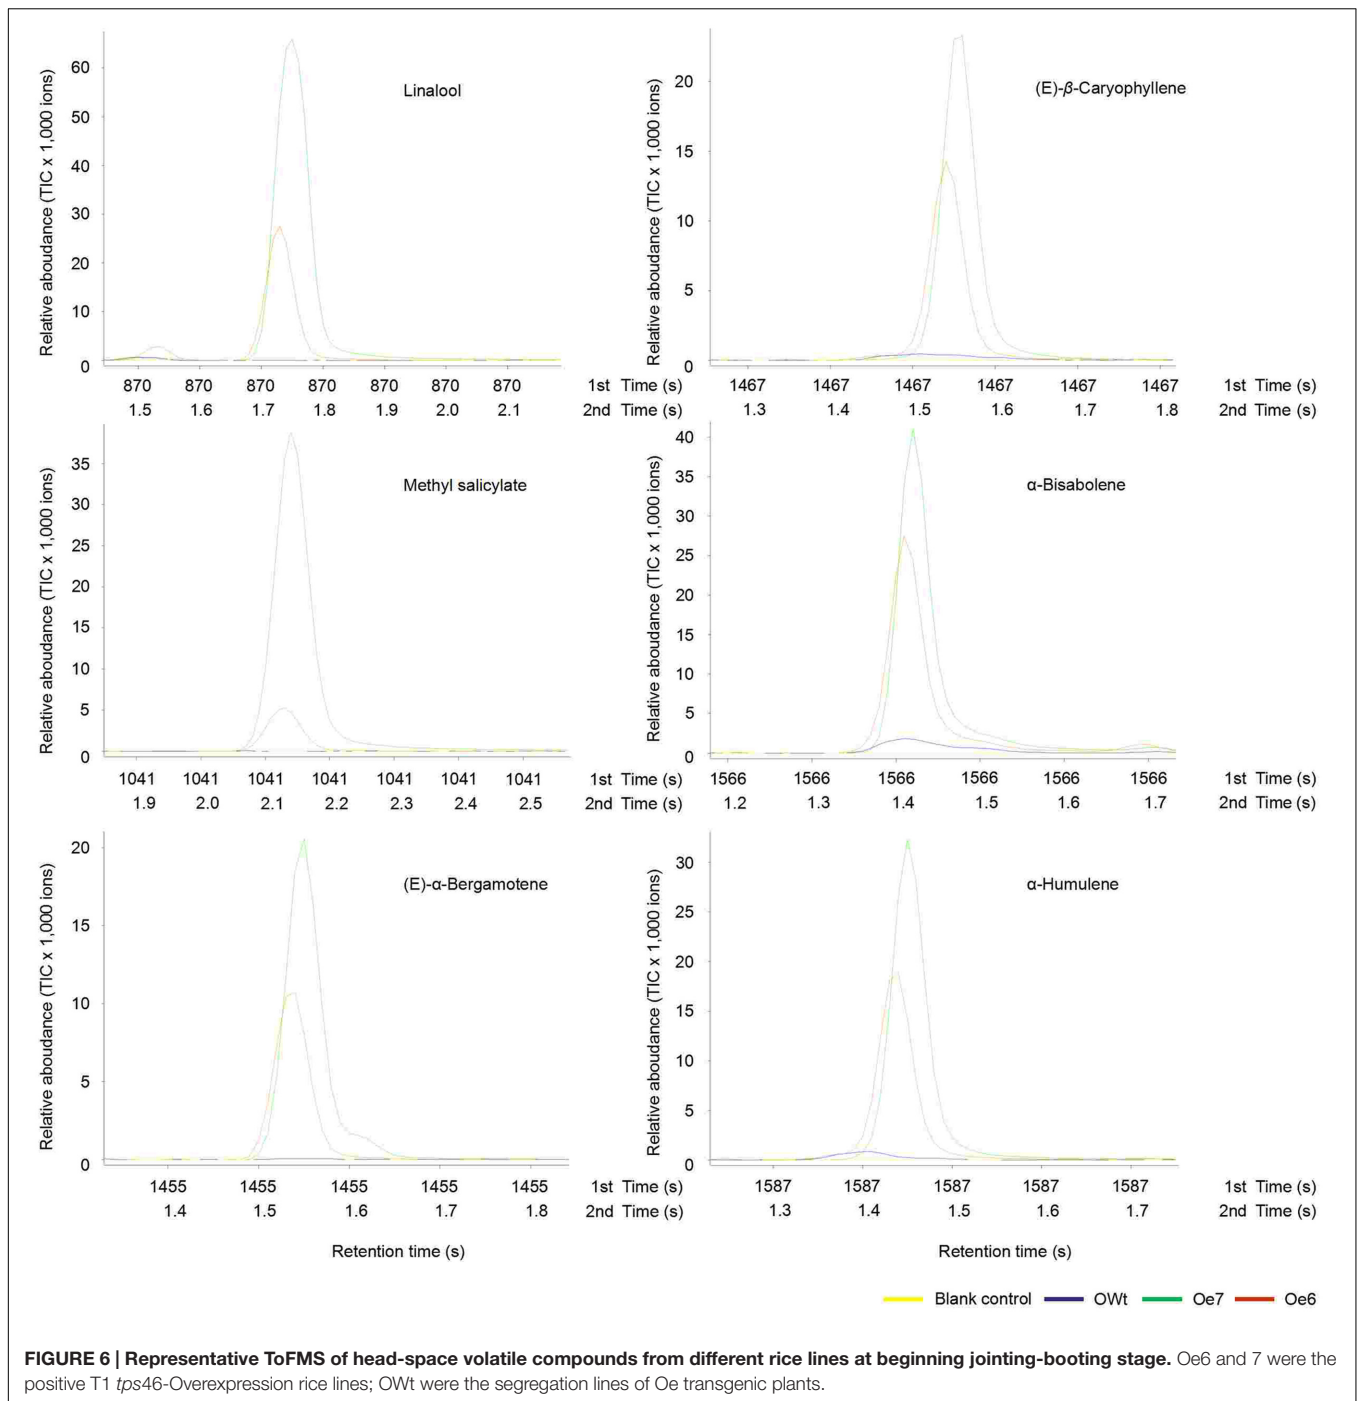 Relative aboudance (TIC x 1,000 ions)
60
50
40
30
20
10
0
Linalool
870 870 870 870 870 870 870 1st Time (s)
1.5 1.6 1.7 1.8 1.9 2.0 2.1 2nd Time (s)
Relative aboudance (TIC x 1,000 ions)
20
15
10
5
0
(E)-β-Caryophyllene
1467 1467 1467 1467 1467 1467 1st Time (s)
1.3 1.4 1.5 1.6 1.7 1.8 2nd Time (s)
Relative aboudance (TIC x 1,000 ions)
35
30
25
20
15
10
5
0
Methyl salicylate
1041 1041 1041 1041 1041 1041 1041 1st Time (s)
1.9 2.0 2.1 2.2 2.3 2.4 2.5 2nd Time (s)
Relative aboudance (TIC x 1,000 ions)
40
35
30
25
20
15
10
5
0
α-Bisabolene
1566 1566 1566 1566 1566 1566 1st Time (s)
1.2 1.3 1.4 1.5 1.6 1.7 2nd Time (s)
Relative aboudance (TIC x 1,000 ions)
20
15
10
5
0
(E)-α-Bergamotene
1455 1455 1455 1455 1455 1st Time (s)
1.4 1.5 1.6 1.7 1.8 2nd Time (s)
Retention time (s)
Relative aboudance (TIC x 1,000 ions)
30
25
20
15
10
5
0
α-Humulene
1587 1587 1587 1587 1587 1st Time (s)
1.3 1.4 1.5 1.6 1.7 2nd Time (s)
Retention time (s)
Blank control OWt Oe7 Oe6
FIGURE 6 | Representative ToFMS of head-space volatile compounds from different rice lines at beginning jointing-booting stage. Oe6 and 7 were the
positive T1 tps46-Overexpression rice lines; OWt were the segregation lines of Oe transgenic plants.